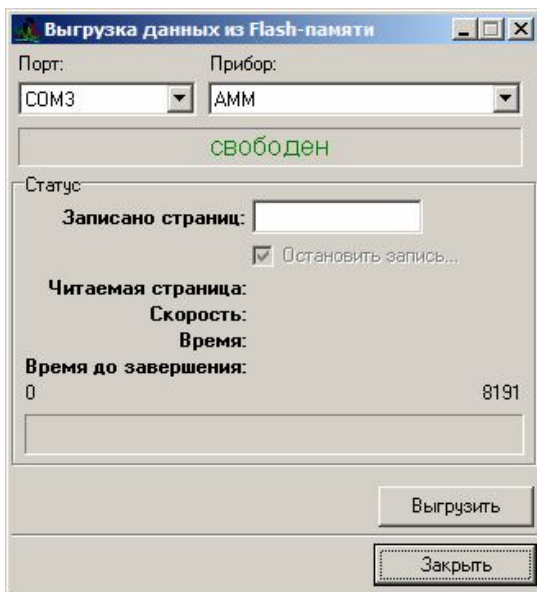 Выгрузка данных из Flash-памяти
Порт: Прибор:
COM3 АММ
свободен
Статус
Записано страниц:
Остановить запись...
Читаемая страница:
Скорость:
Время:
Время до завершения:
0 8191
Выгрузить
Закрыть